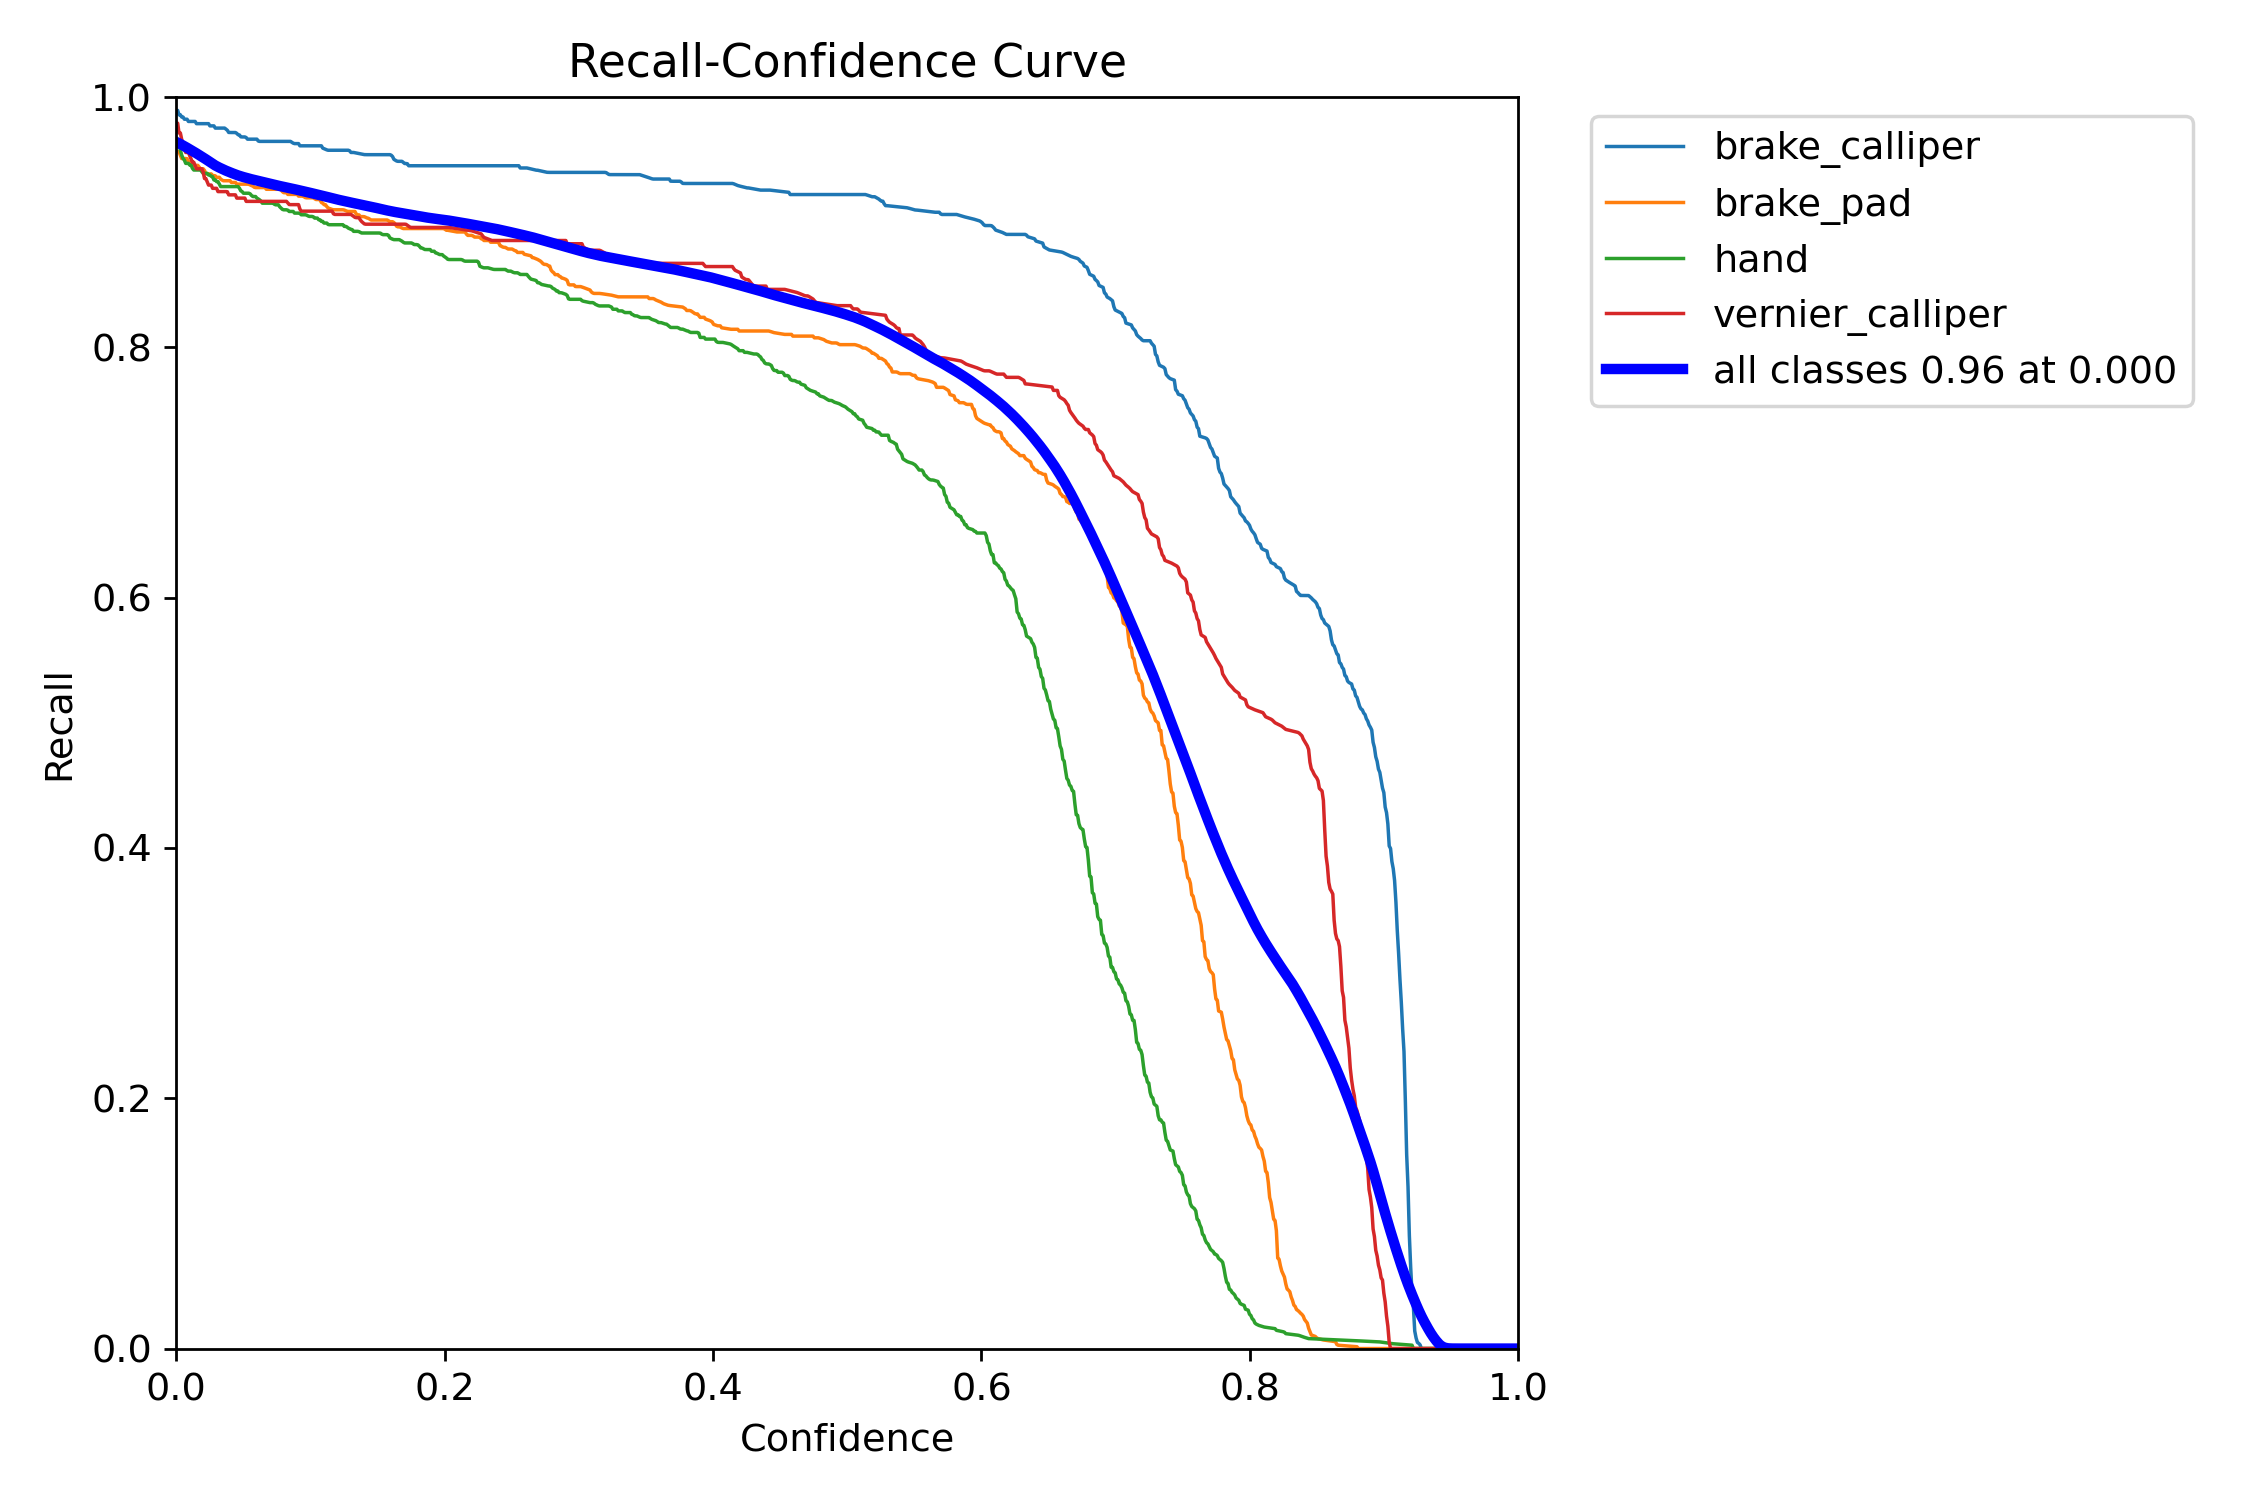 Recall-Confidence Curve
1.0
0.8
0.6
0.4
0.2
0.0
Recall
0.0 0.2 0.4 0.6 0.8 1.0
Confidence
brake_calliper
brake_pad
hand
vernier_calliper
all classes 0.96 at 0.000